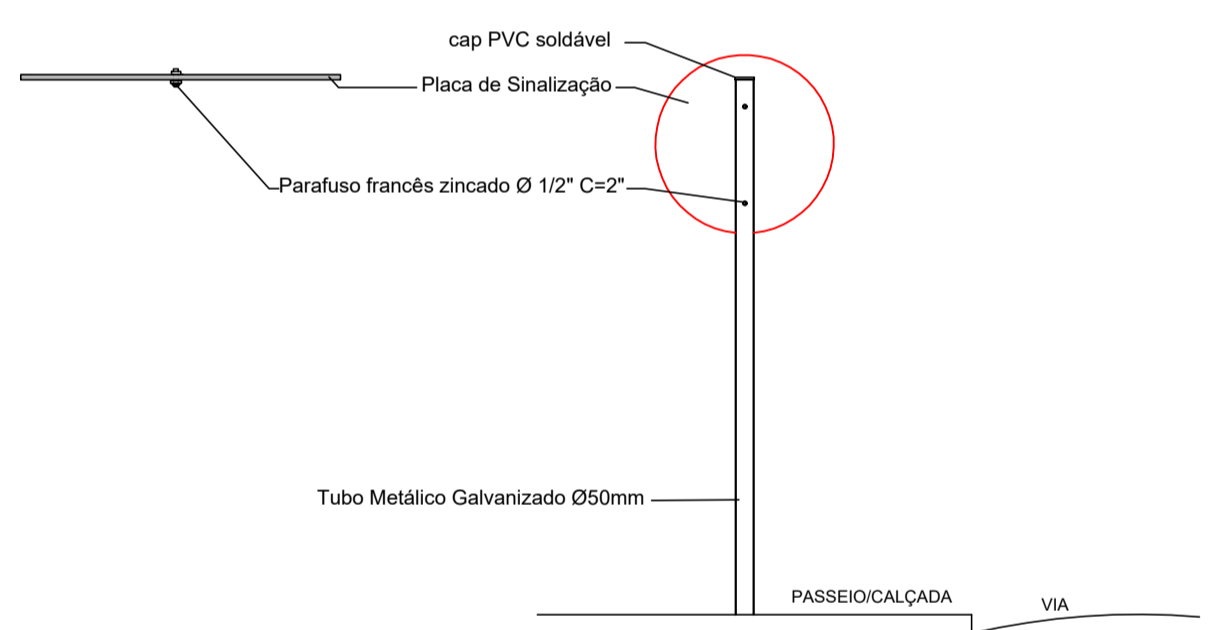 cap PVC soldável
Placa de Sinalização
Parafuso francês zincado Ø 1/2" C=2"
Tubo Metálico Galvanizado Ø50mm
PASSEIO/CALÇADA
VIA